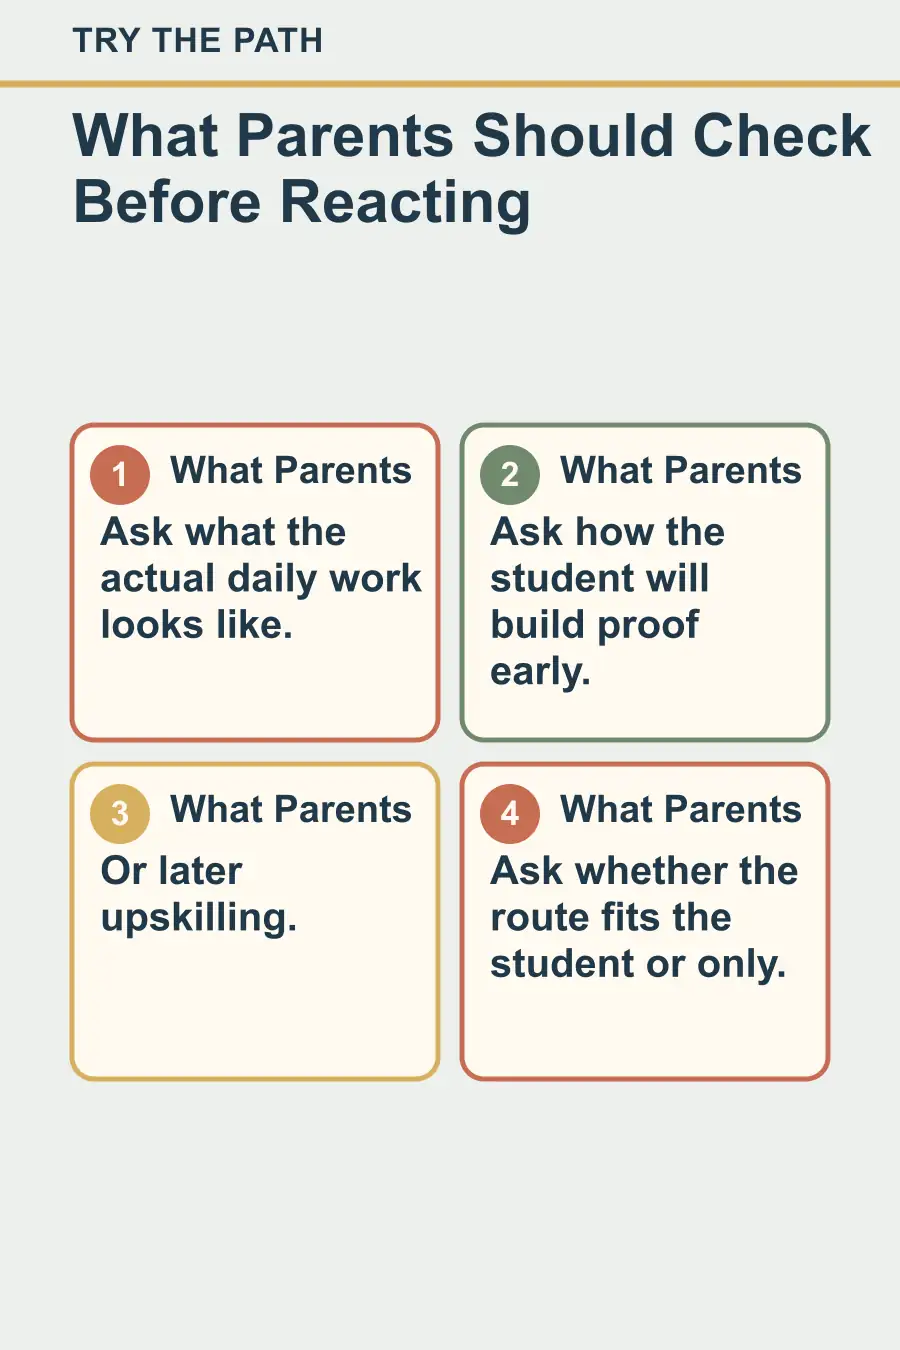 TRY THE PATH
What Parents Should Check
Before Reacting
1 What Parents
Ask what the
actual daily work
looks like.
2 What Parents
Ask how the
student will
build proof
early.
3 What Parents
Or later
upskilling.
4 What Parents
Ask whether the
route fits the
student or only.